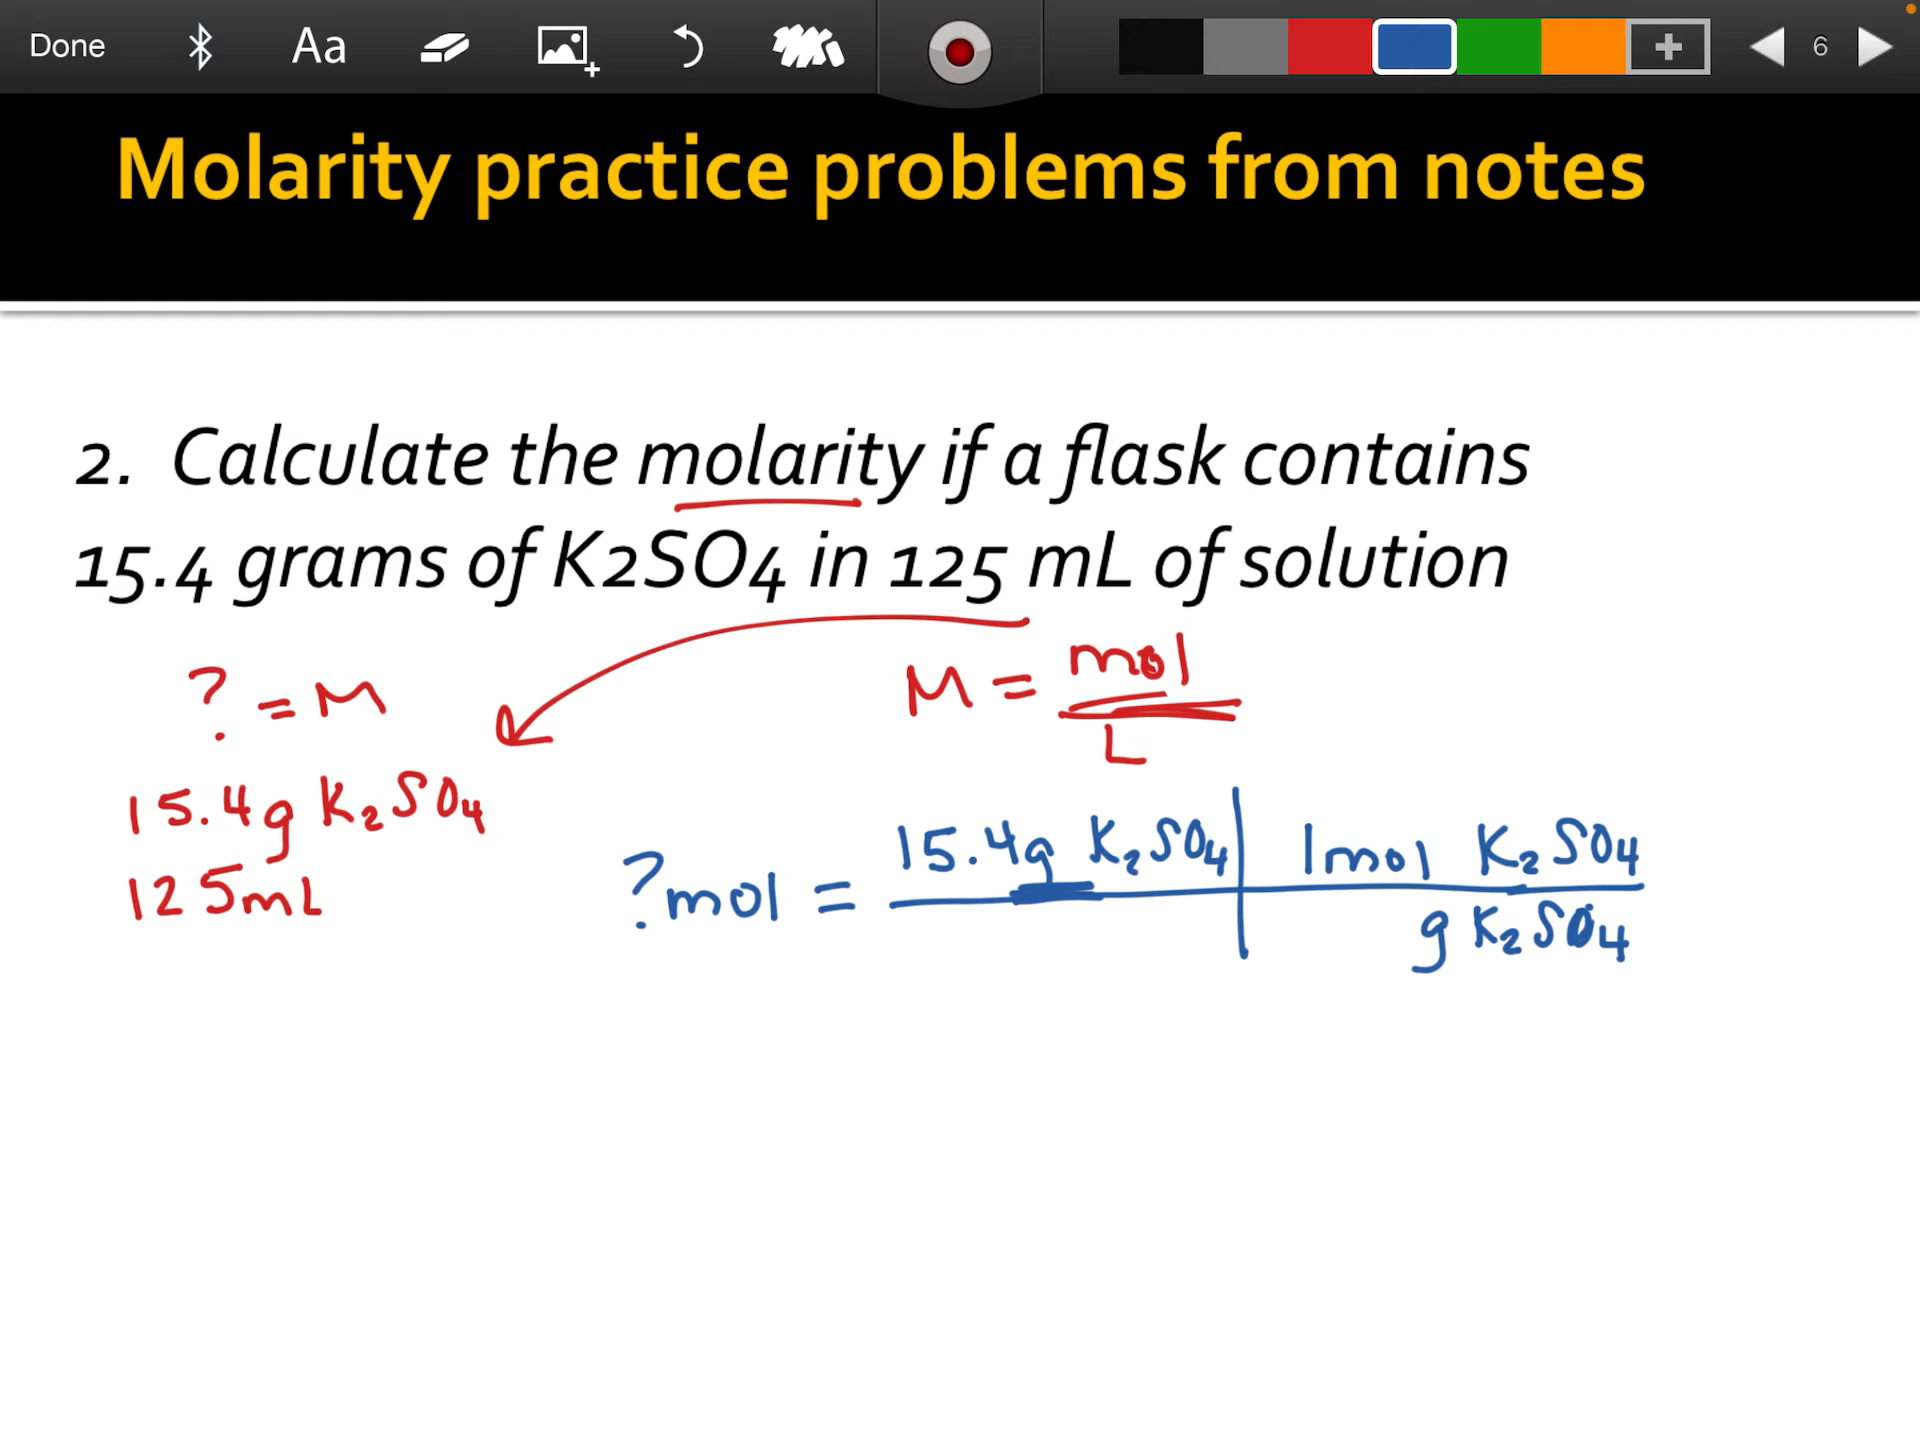 Done Aa 6
Molarity practice problems from notes
2. Calculate the molarity if a flask contains
15.4 grams of K2SO4 in 125 mL of solution
? = M
M = mol
L
15.4g K₂SO₄
125mL
?mol = 15.4g K₂SO₄ 1mol K₂SO₄
g K₂SO₄